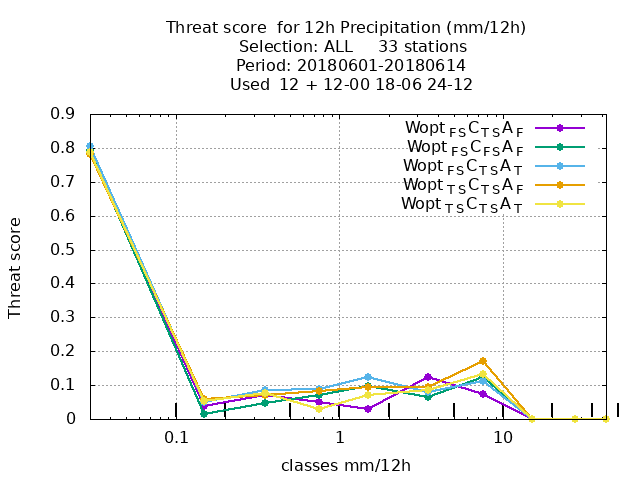 Threat score  for 12h Precipitation (mm/12h)
Selection: ALL     33 stations
Period: 20180601-20180614
Used  12 + 12-00 18-06 24-12
0.9
0.8
0.7
0.6
0.5
0.4
0.3
0.2
0.1
0
Threat score
Wopt FS C TS A F
Wopt FS C FS A F
Wopt FS C TS A T
Wopt TS C TS A F
Wopt TS C TS A T
0.1 1 10
classes mm/12h